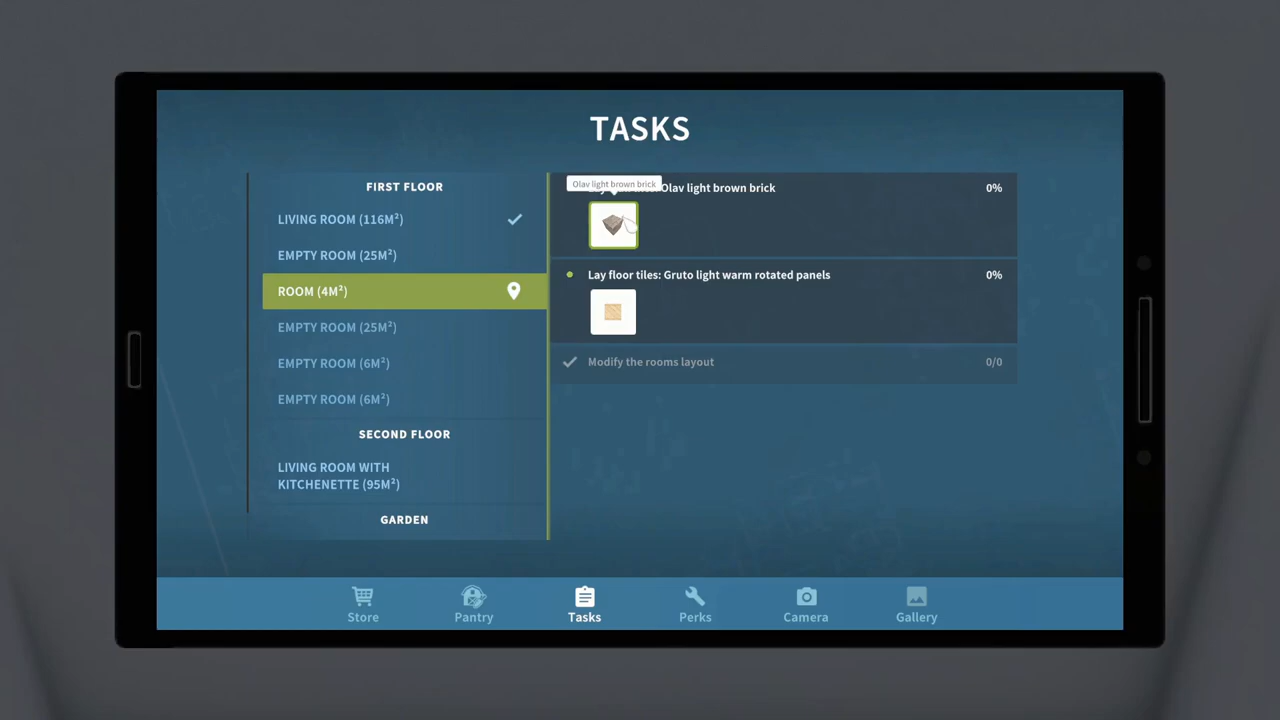 TASKS
FIRST FLOOR
LIVING ROOM (116M²)
EMPTY ROOM (25M²)
ROOM (4M²)
EMPTY ROOM (25M²)
EMPTY ROOM (6M²)
EMPTY ROOM (6M²)
SECOND FLOOR
LIVING ROOM WITH
KITCHENETTE (95M²)
GARDEN
Olav light brown brick
Olav light brown brick 0%
Lay floor tiles: Gruto light warm rotated panels 0%
Modify the rooms layout 0/0
Store
Pantry
Tasks
Perks
Camera
Gallery